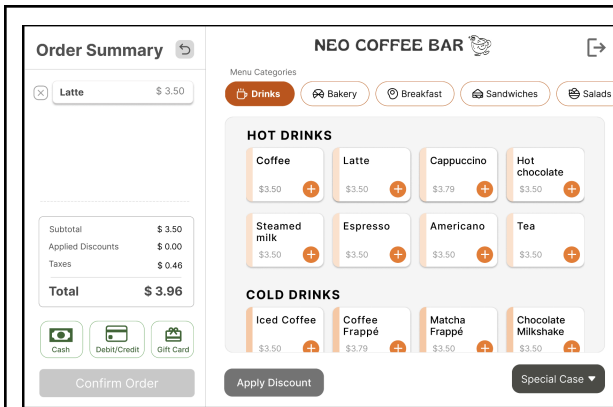 Order Summary
Latte
$ 3.50
Subtotal
$ 3.50
Applied Discounts
$ 0.00
Taxes
$ 0.46
Total
$ 3.96
Cash
Debit/Credit
Gift Card
Confirm Order
NEO COFFEE BAR
Menu Categories
Drinks
Bakery
Breakfast
Sandwiches
Salads
HOT DRINKS
Coffee
$3.50
Latte
$3.50
Cappuccino
$3.79
Hot
chocolate
$3.50
Steamed
milk
$3.50
Espresso
$3.50
Americano
$3.50
Tea
$3.50
COLD DRINKS
Iced Coffee
$3.50
Coffee
Frappé
$3.79
Matcha
Frappé
$3.50
Chocolate
Milkshake
$3.50
Apply Discount
Special Case